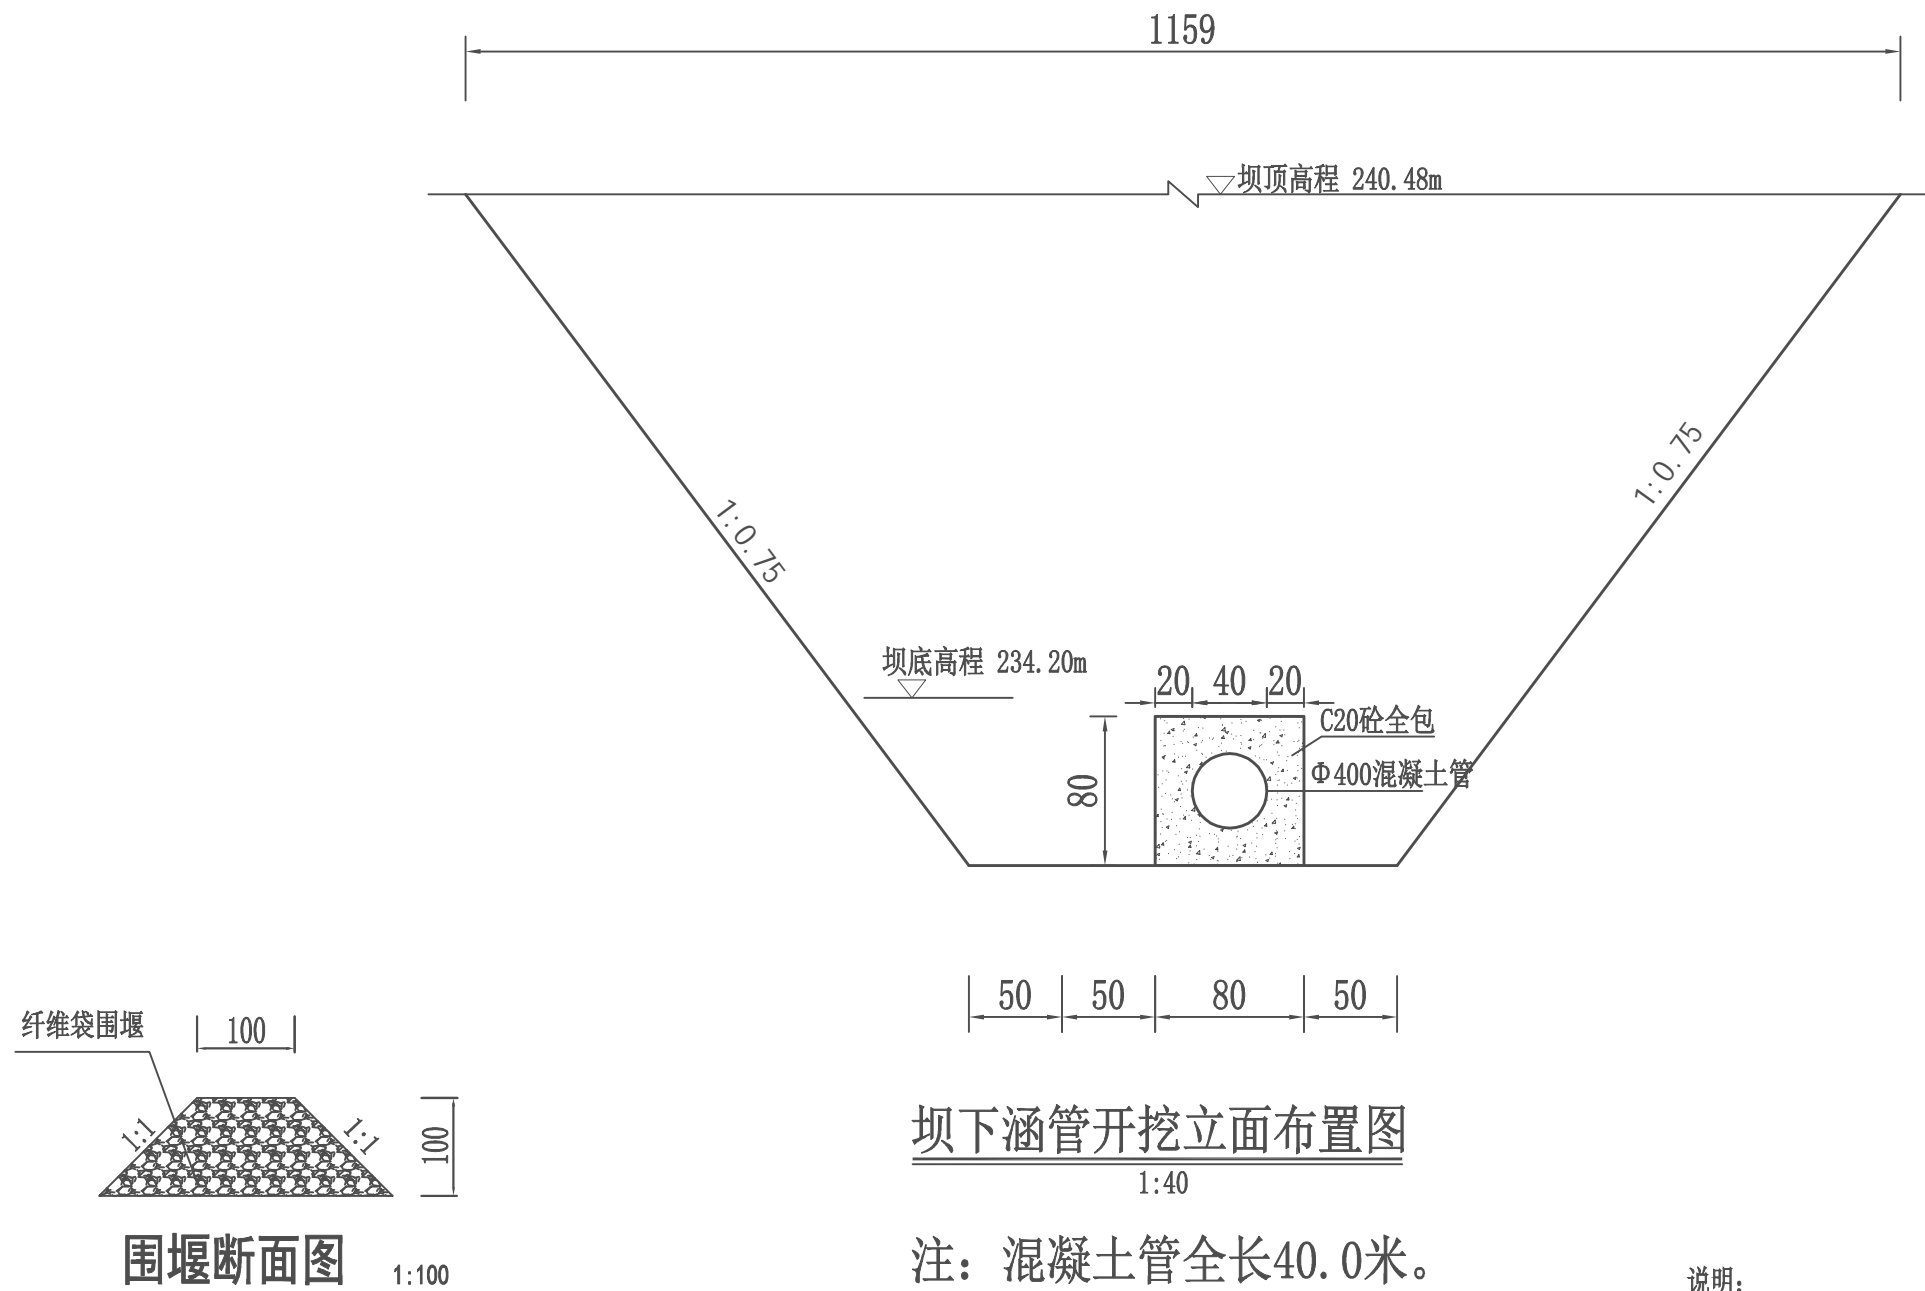 1159
坝顶高程 240.48m
1:0.75
1:0.75
坝底高程 234.20m
20 40 20
C20砼全包
Φ400混凝土管
80
50 50 80 50
纤维袋围堰
100
1:1
1:1
100
坝下涵管开挖立面布置图
1:40
围堰断面图 1:100
注：混凝土管全长40.0米。
说明：